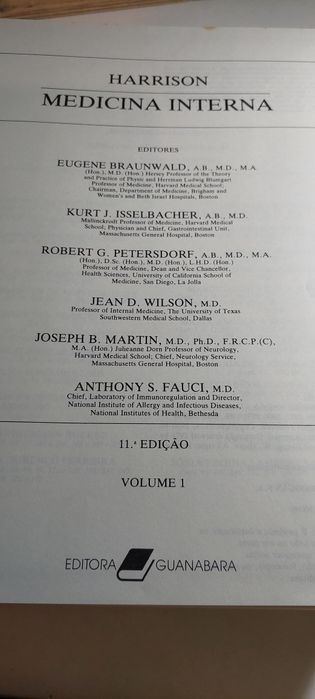 HARRISON
MEDICINA INTERNA
EDITORES
EUGENE BRAUNWALD, A.B., M.D., M.A.
(Hon.), M.D. (Hon.) Hersey Professor of the Theory
and Practice of Physic and Herrman Ludwig Blumgart
Professor of Medicine, Harvard Medical School;
Chairman, Department of Medicine, Brigham and
Women's and Beth Israel Hospitals, Boston
KURT J. ISSELBACHER, A.B., M.D.
Mallinckrodt Professor of Medicine, Harvard Medical
School; Physician and Chief, Gastrointestinal Unit,
Massachusetts General Hospital, Boston
ROBERT G. PETERSDORF, A.B., M.D., M.A.
(Hon.), D.Sc. (Hon.), M.D. (Hon.), L.H.D. (Hon.)
Professor of Medicine, Dean and Vice Chancellor,
Health Sciences, University of California School of
Medicine, San Diego, La Jolla
JEAN D. WILSON, M.D.
Professor of Internal Medicine, The University of Texas
Southwestern Medical School, Dallas
JOSEPH B. MARTIN, M.D., Ph.D., F.R.C.P.(C),
M.A. (Hon.) Julieanne Dorn Professor of Neurology,
Harvard Medical School; Chief, Neurology Service,
Massachusetts General Hospital, Boston
ANTHONY S. FAUCI, M.D.
Chief, Laboratory of Immunoregulation and Director,
National Institute of Allergy and Infectious Diseases,
National Institutes of Health, Bethesda
11.ª EDIÇÃO
VOLUME 1
EDITORA GUANABARA